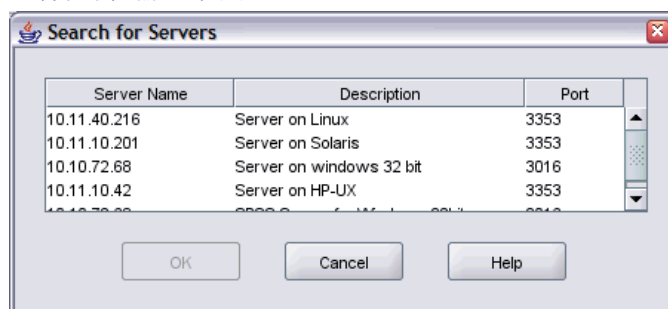 Search for Servers
Server Name Description Port
10.11.40.216 Server on Linux 3353
10.11.10.201 Server on Solaris 3353
10.10.72.68 Server on windows 32 bit 3016
10.11.10.42 Server on HP-UX 3353
OK Cancel Help